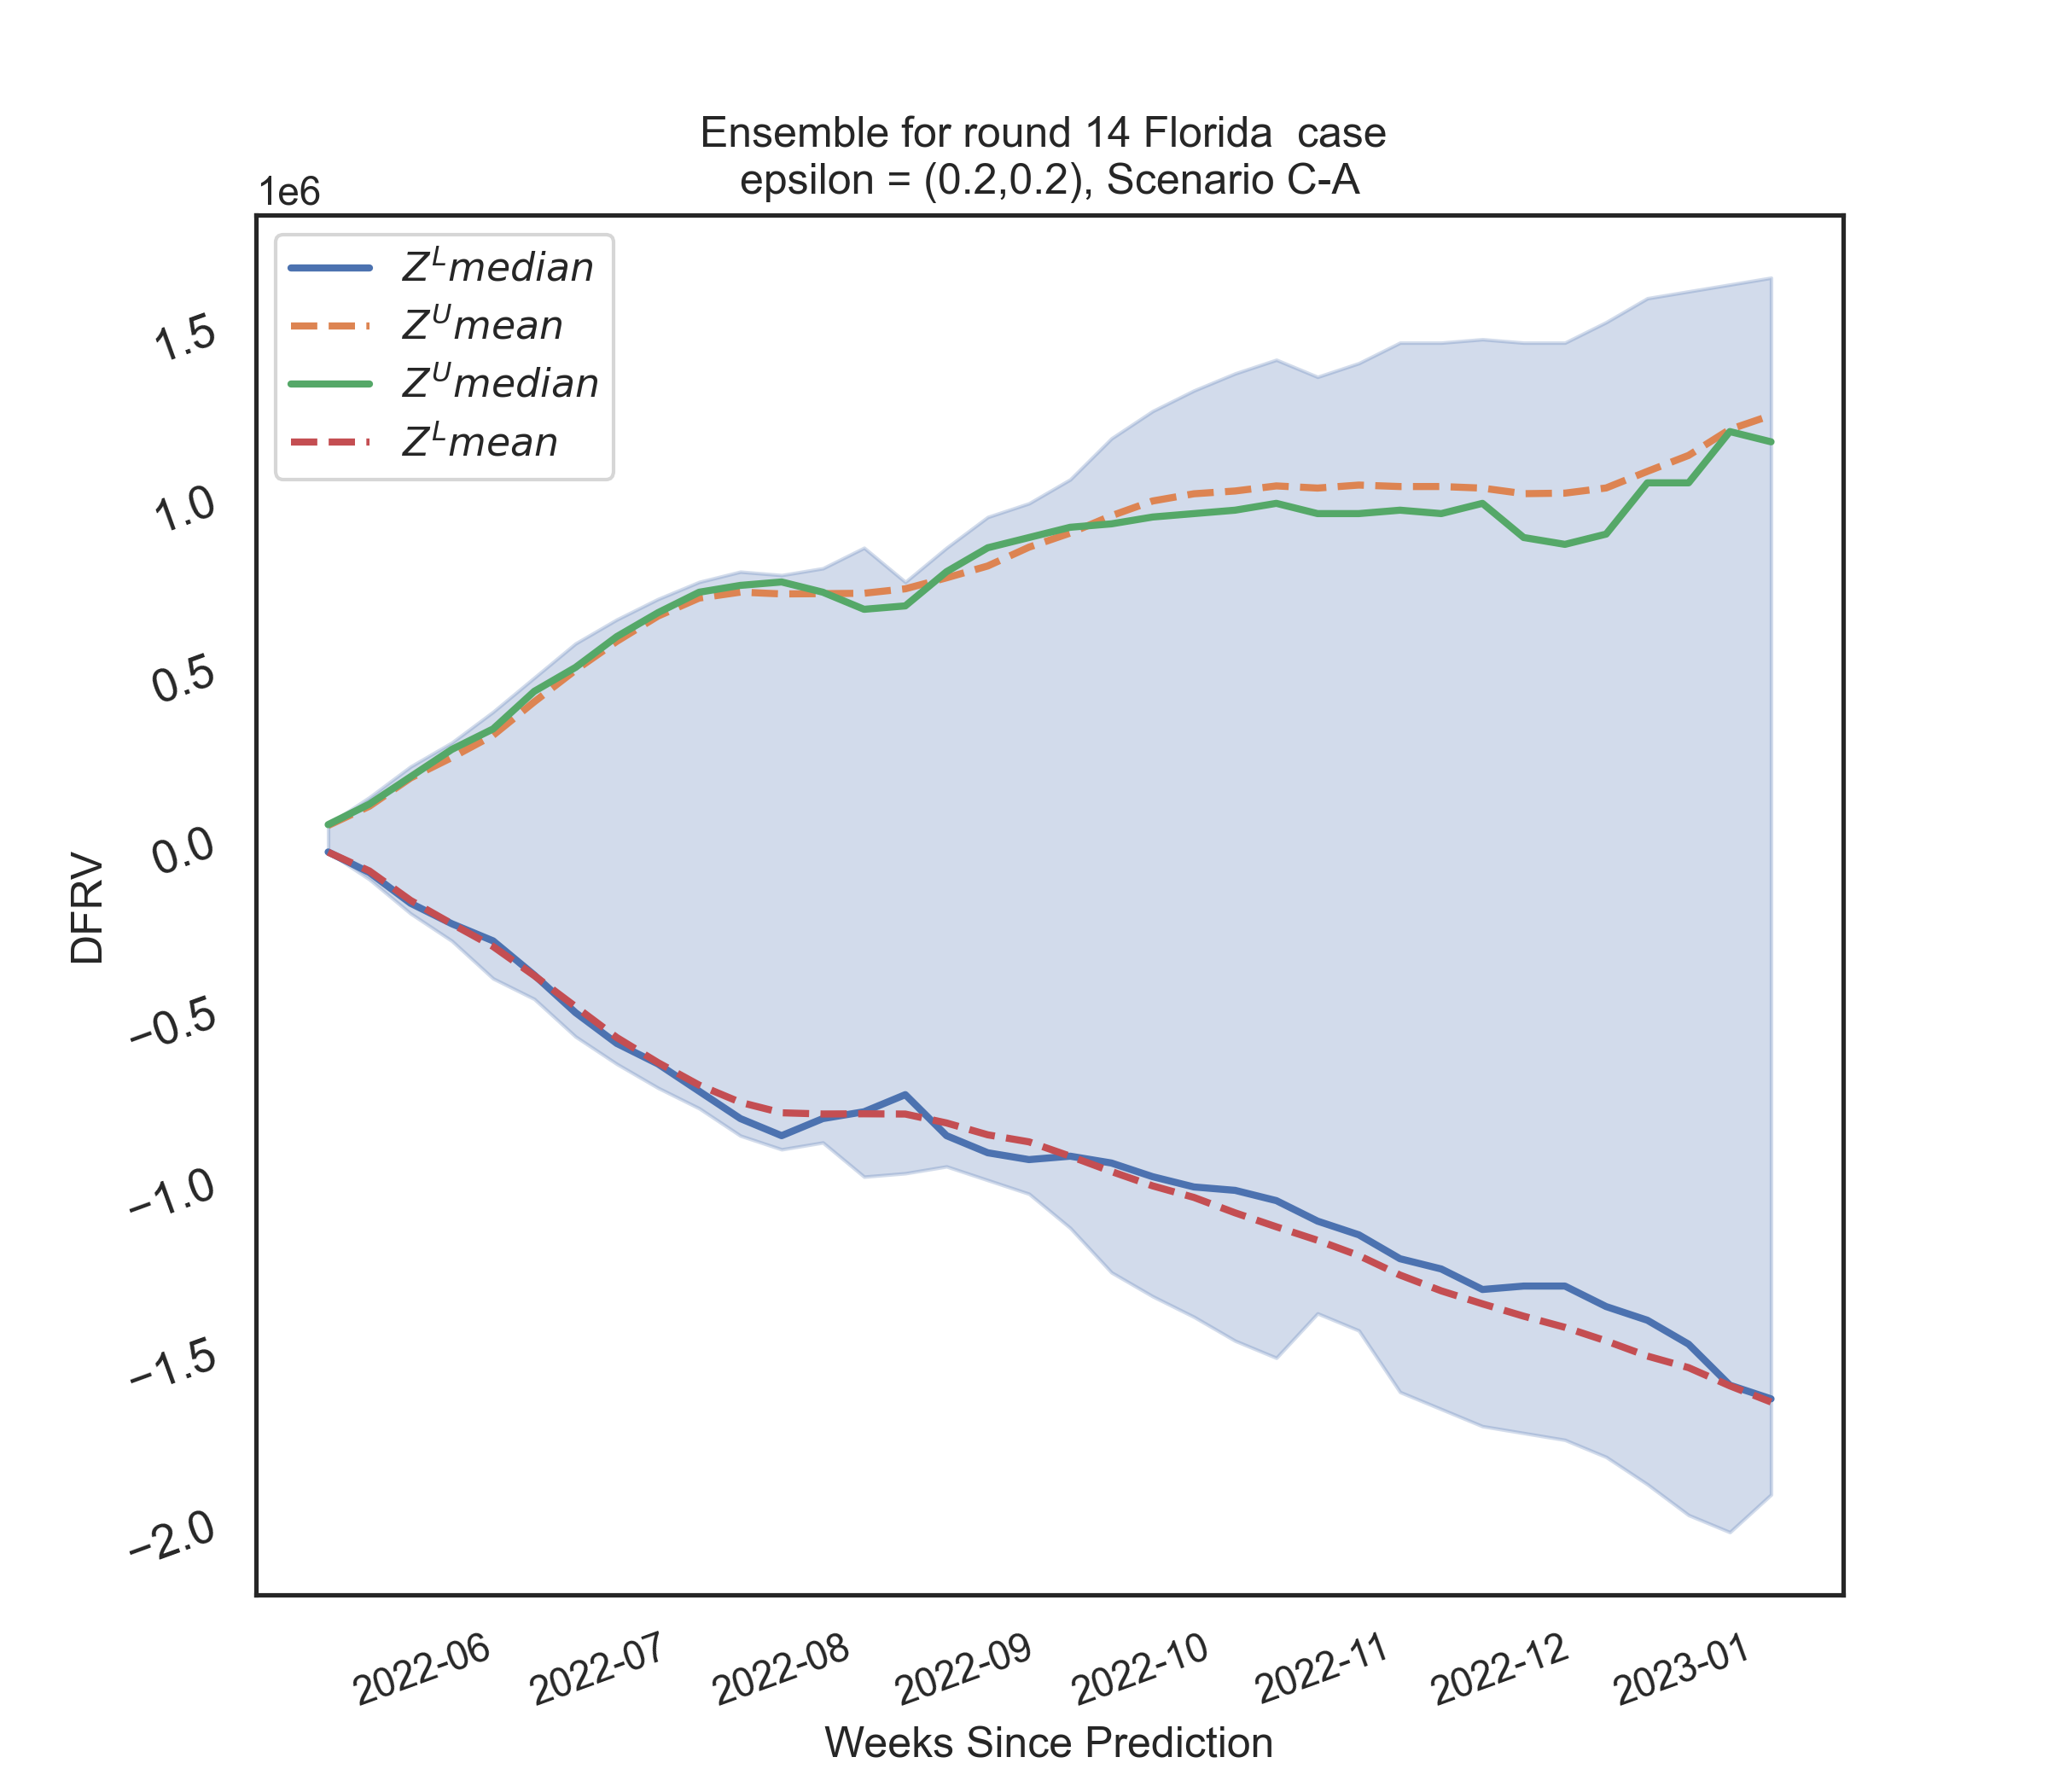 Ensemble for round 14 Florida  case
epsilon = (0.2,0.2), Scenario C-A
1e6
Z^L median
Z^U mean
Z^U median
Z^L mean
1.5
1.0
0.5
0.0
−0.5
−1.0
−1.5
−2.0
DFRV
2022-06
2022-07
2022-08
2022-09
2022-10
2022-11
2022-12
2023-01
Weeks Since Prediction